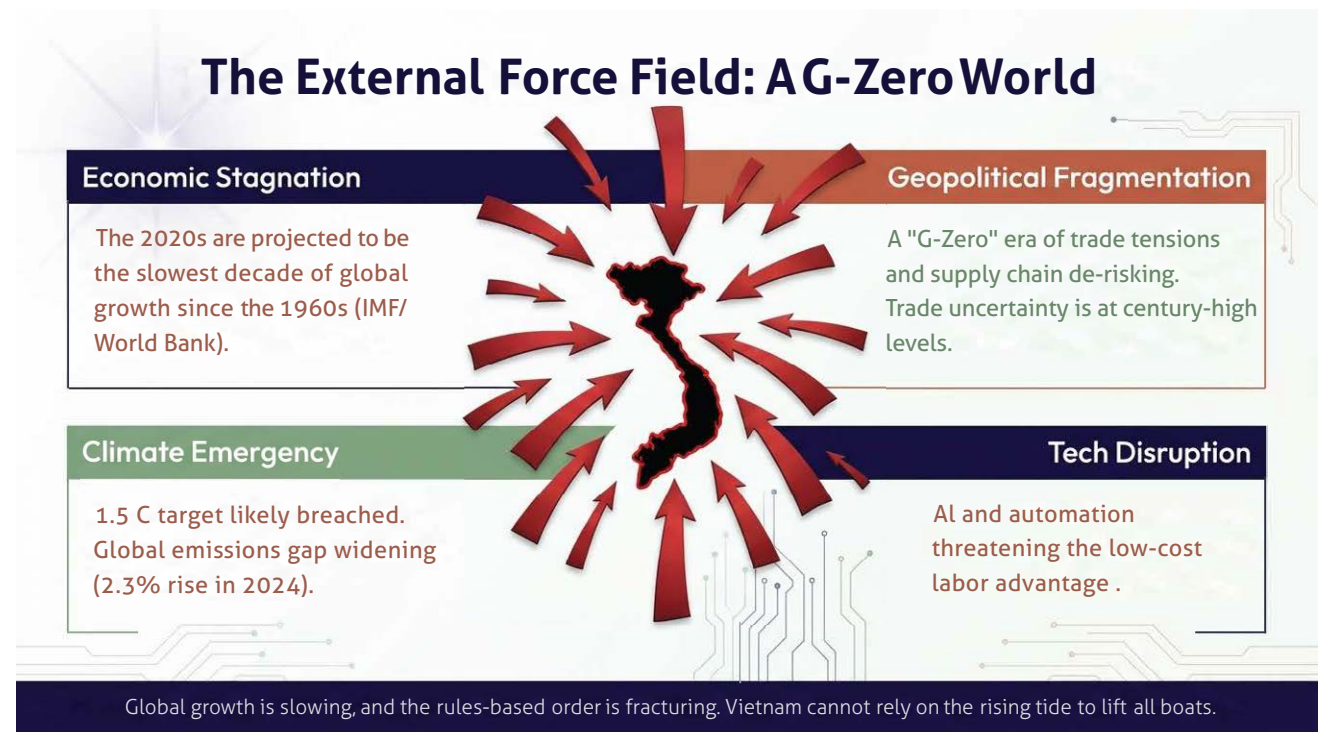 The External Force Field: A G-Zero World
Economic Stagnation
The 2020s are projected to be
the slowest decade of global
growth since the 1960s (IMF/
World Bank).
Geopolitical Fragmentation
A "G-Zero" era of trade tensions
and supply chain de-risking.
Trade uncertainty is at century-high
levels.
Climate Emergency
1.5 C target likely breached.
Global emissions gap widening
(2.3% rise in 2024).
Tech Disruption
AI and automation
threatening the low-cost
labor advantage .
Global growth is slowing, and the rules-based order is fracturing. Vietnam cannot rely on the rising tide to lift all boats.